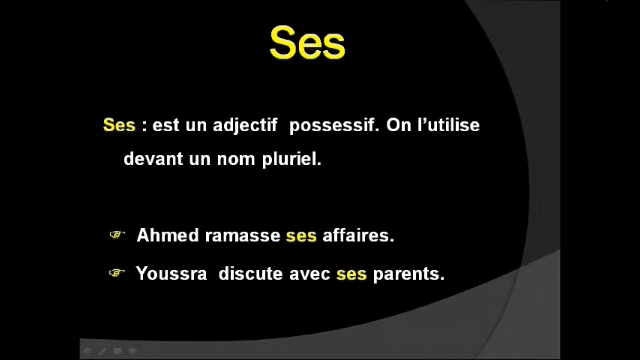 Ses
Ses : est un adjectif possessif. On l’utilise
devant un nom pluriel.
Ahmed ramasse ses affaires.
Youssra discute avec ses parents.